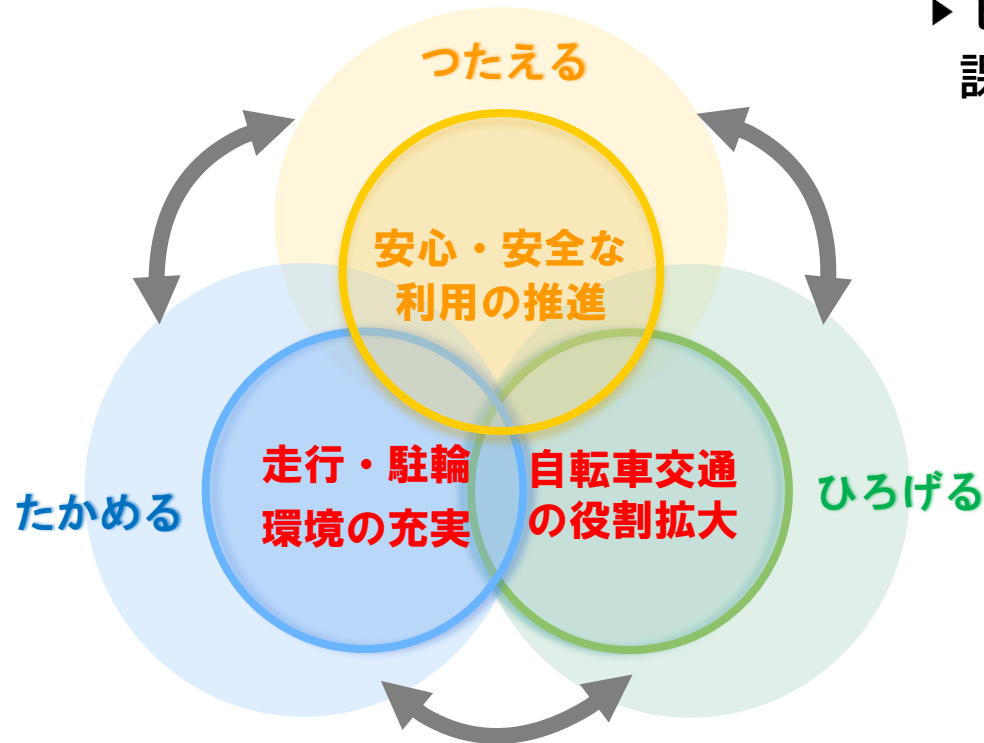 つたえる
安心・安全な
利用の推進
走行・駐輪
環境の充実
自転車交通
の役割拡大
たかめる
ひろげる